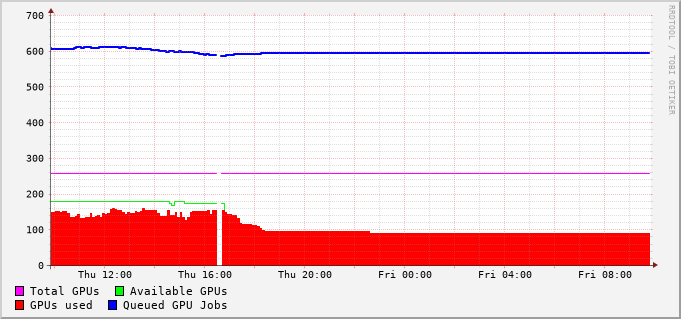 700
600
500
400
300
200
100
0
Thu 12:00 Thu 16:00 Thu 20:00 Fri 00:00 Fri 04:00 Fri 08:00
Total GPUs Available GPUs
GPUs used Queued GPU Jobs
RRDTOOL / TOBI OETIKER